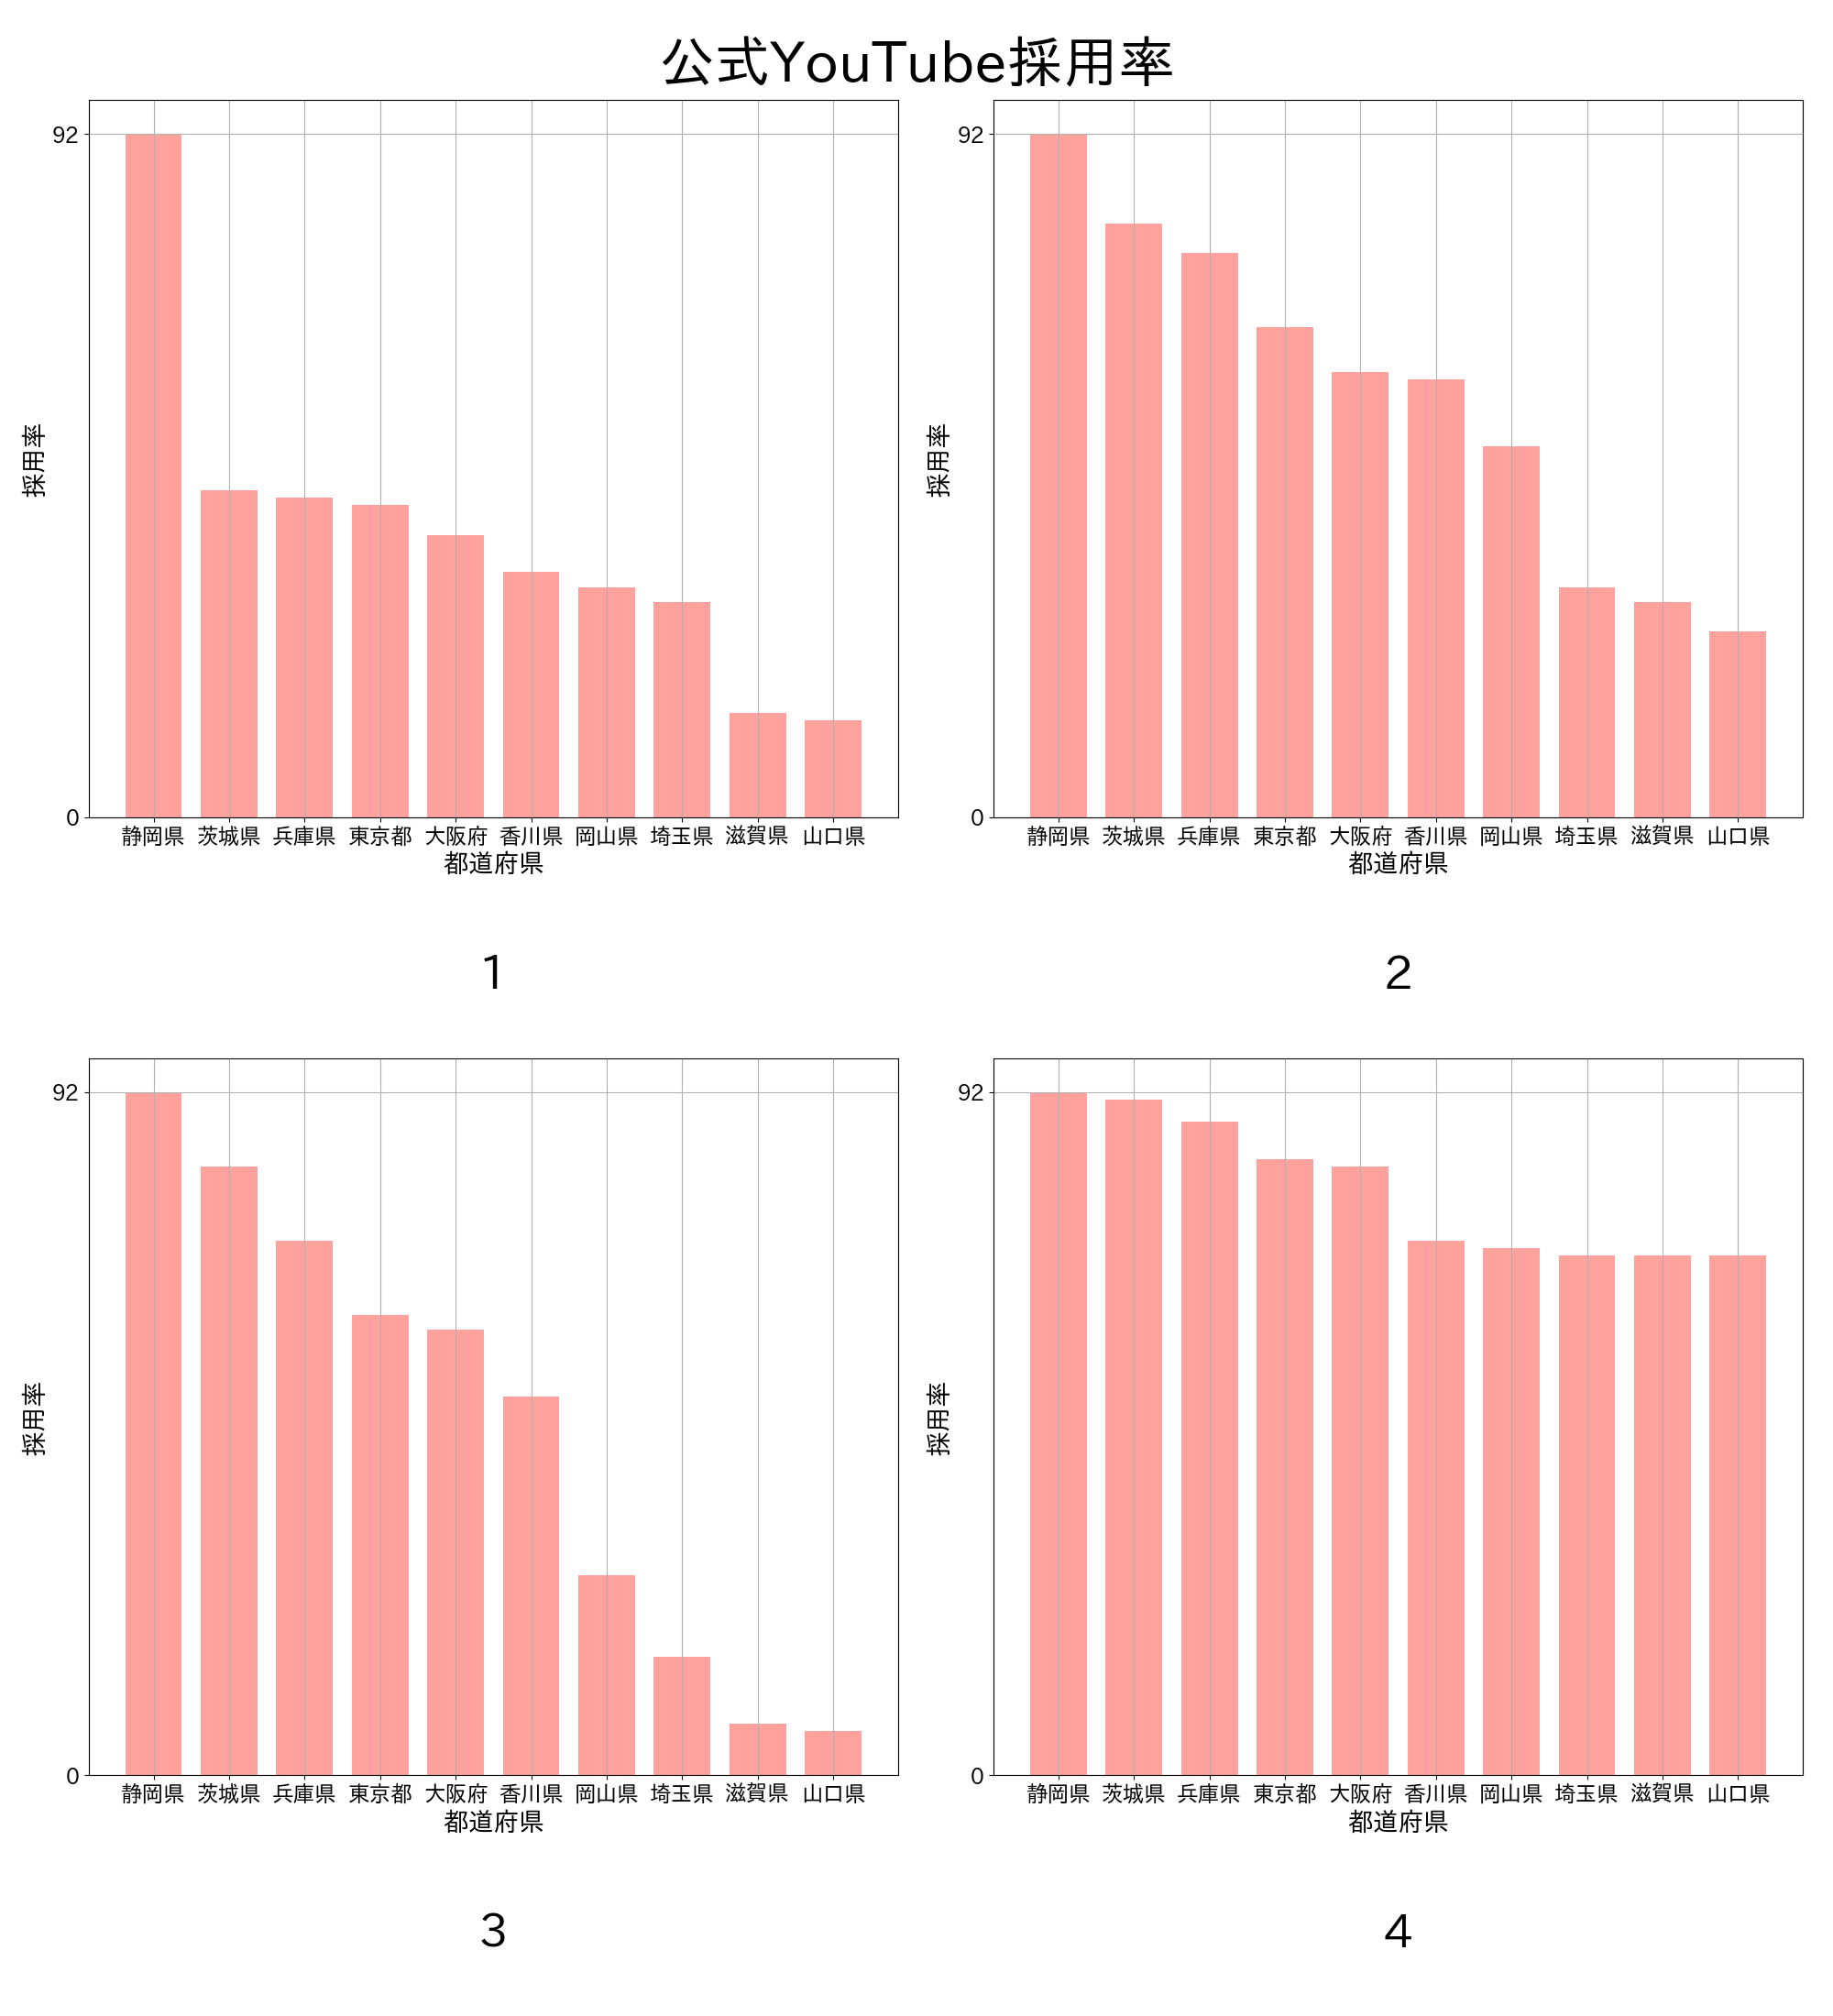 公式YouTube採用率
92
0
採用率
静岡県 茨城県 兵庫県 東京都 大阪府 香川県 岡山県 埼玉県 滋賀県 山口県
都道府県
1
92
0
採用率
静岡県 茨城県 兵庫県 東京都 大阪府 香川県 岡山県 埼玉県 滋賀県 山口県
都道府県
2
92
0
採用率
静岡県 茨城県 兵庫県 東京都 大阪府 香川県 岡山県 埼玉県 滋賀県 山口県
都道府県
3
92
0
採用率
静岡県 茨城県 兵庫県 東京都 大阪府 香川県 岡山県 埼玉県 滋賀県 山口県
都道府県
4